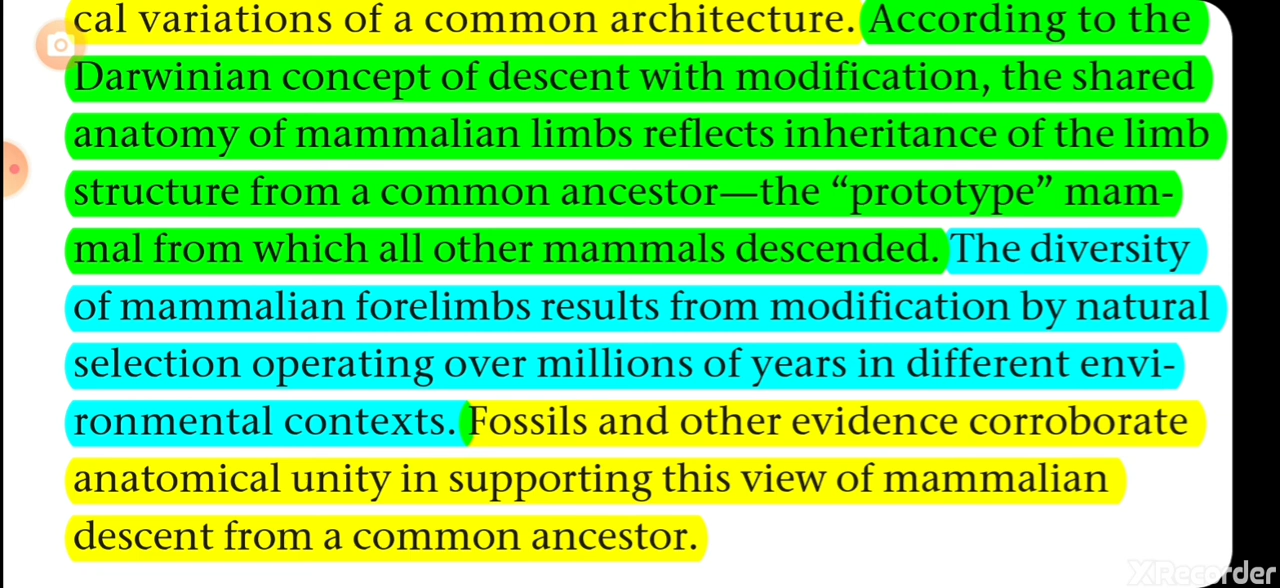 cal variations of a common architecture. According to the
Darwinian concept of descent with modification, the shared
anatomy of mammalian limbs reflects inheritance of the limb
structure from a common ancestor—the “prototype” mam-
mal from which all other mammals descended. The diversity
of mammalian forelimbs results from modification by natural
selection operating over millions of years in different envi-
ronmental contexts. Fossils and other evidence corroborate
anatomical unity in supporting this view of mammalian
descent from a common ancestor.
XRecorder